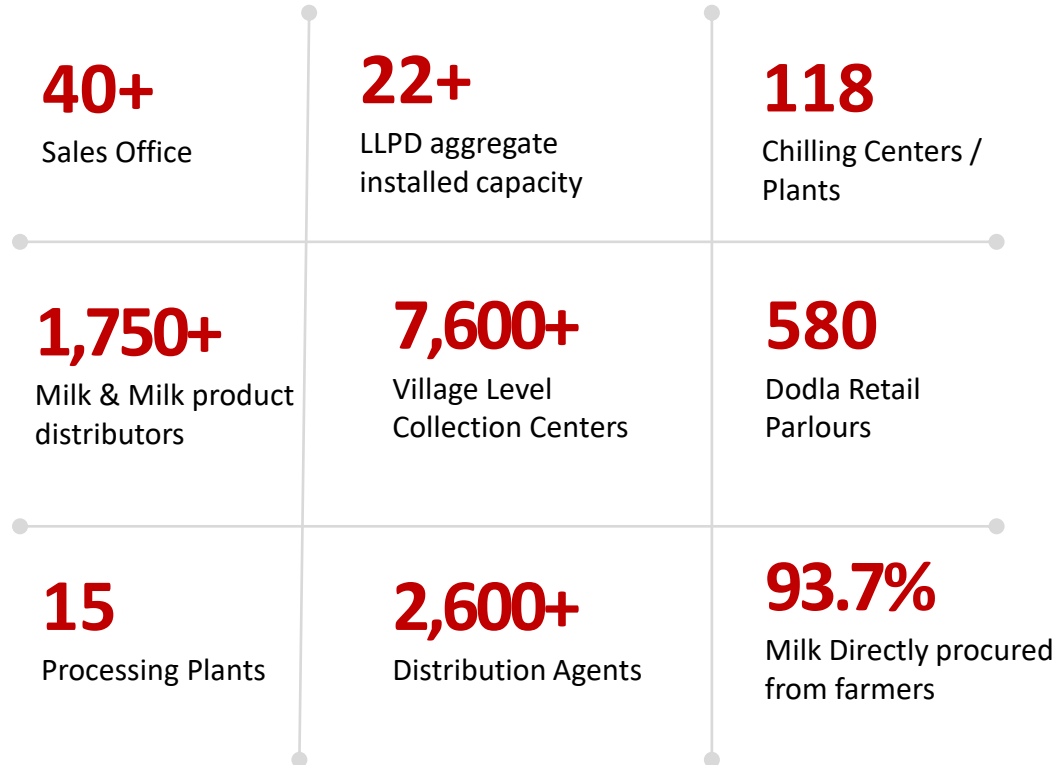 40+
Sales Office
22+
LLPD aggregate
installed capacity
118
Chilling Centers /
Plants
1,750+
Milk & Milk product
distributors
7,600+
Village Level
Collection Centers
580
Dodla Retail
Parlours
15
Processing Plants
2,600+
Distribution Agents
93.7%
Milk Directly procured
from farmers